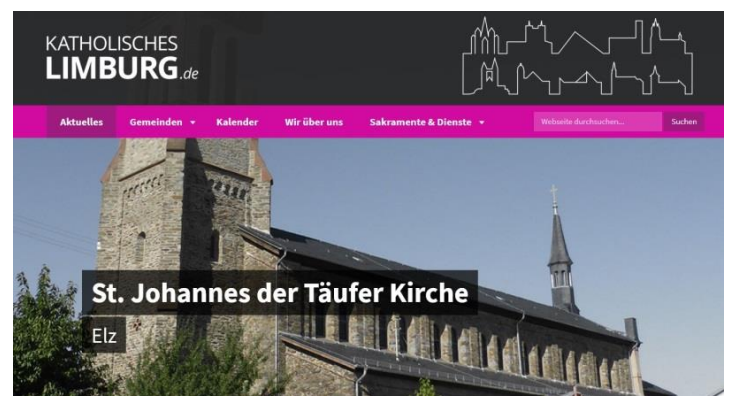 KATHOLISCHES
LIMBURG.de
Aktuelles Gemeinden Kalender Wir über uns Sakramente & Dienste Webseite durchsuchen... Suchen
St. Johannes der Täufer Kirche
Elz